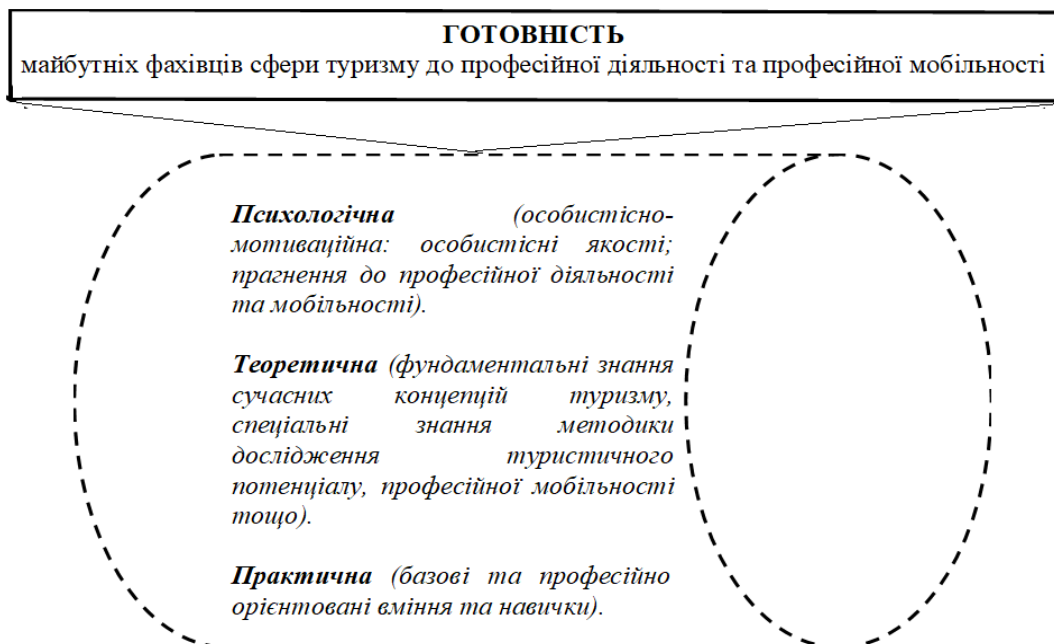 ГОТОВНІСТЬ
майбутніх фахівців сфери туризму до професійної діяльності та професійної мобільності
Психологічна (особистісно-
мотиваційна: особистісні якості;
прагнення до професійної діяльності
та мобільності).
Теоретична (фундаментальні знання
сучасних концепцій туризму,
спеціальні знання методики
дослідження туристичного
потенціалу, професійної мобільності
тощо).
Практична (базові та професійно
орієнтовані вміння та навички).